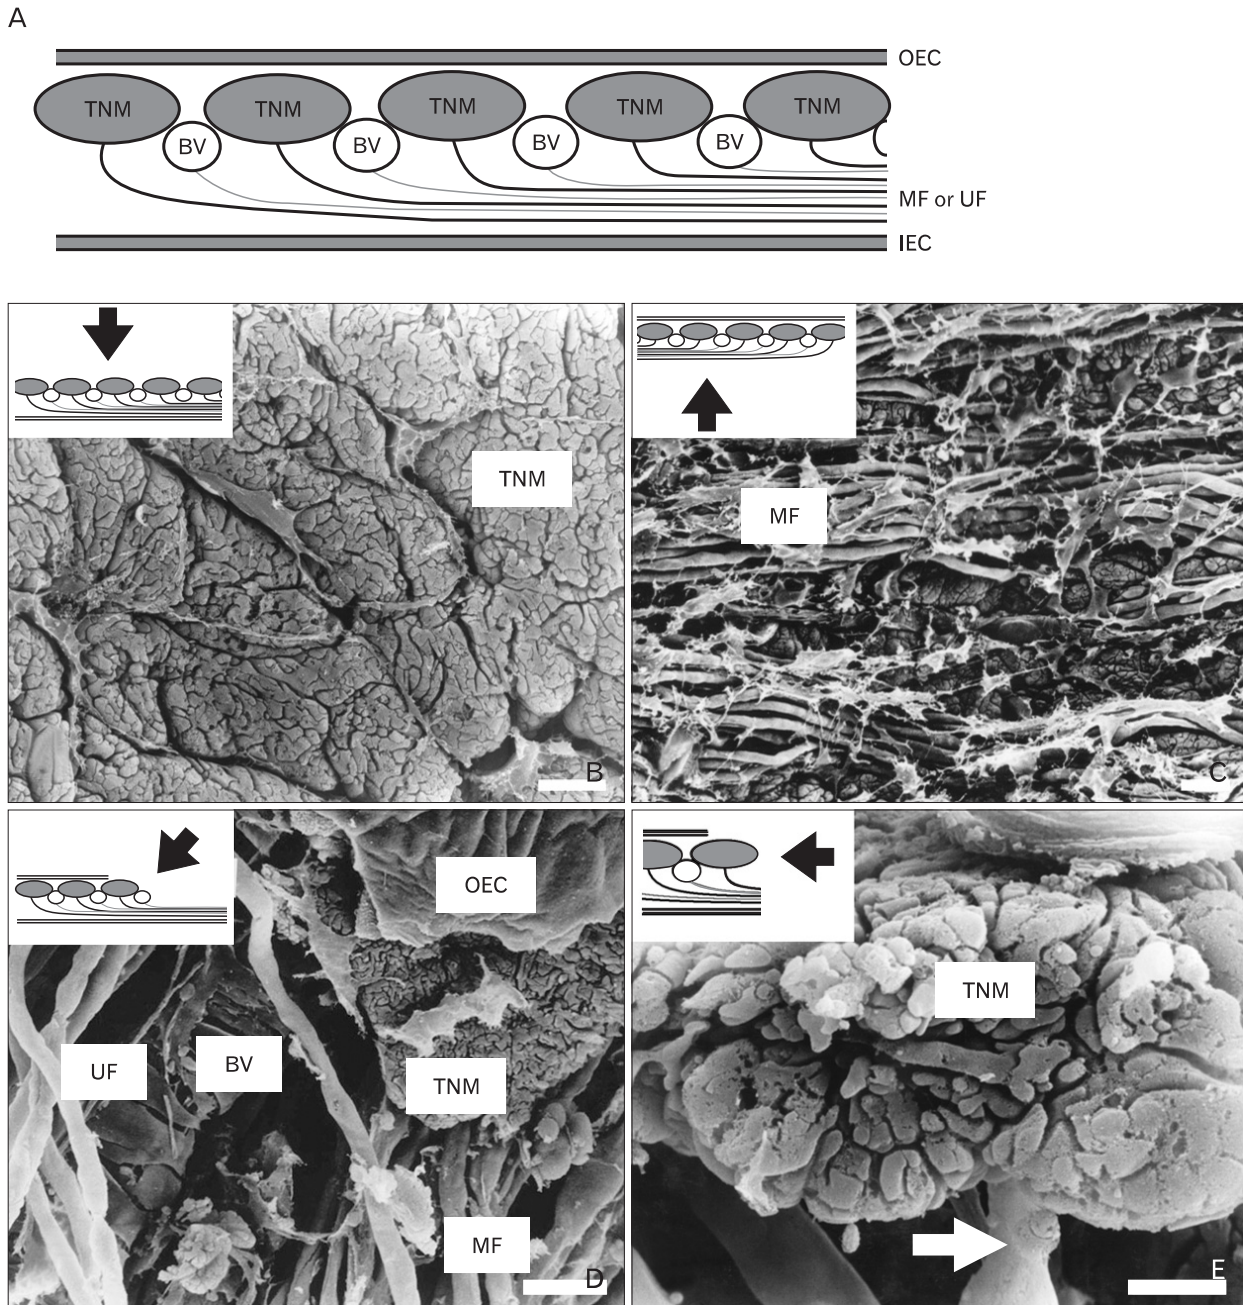 A
OEC
TNM TNM TNM TNM TNM
BV BV BV BV
MF or UF
IEC
TNM
B
MF
C
OEC
UF
BV
TNM
MF
D
TNM
E